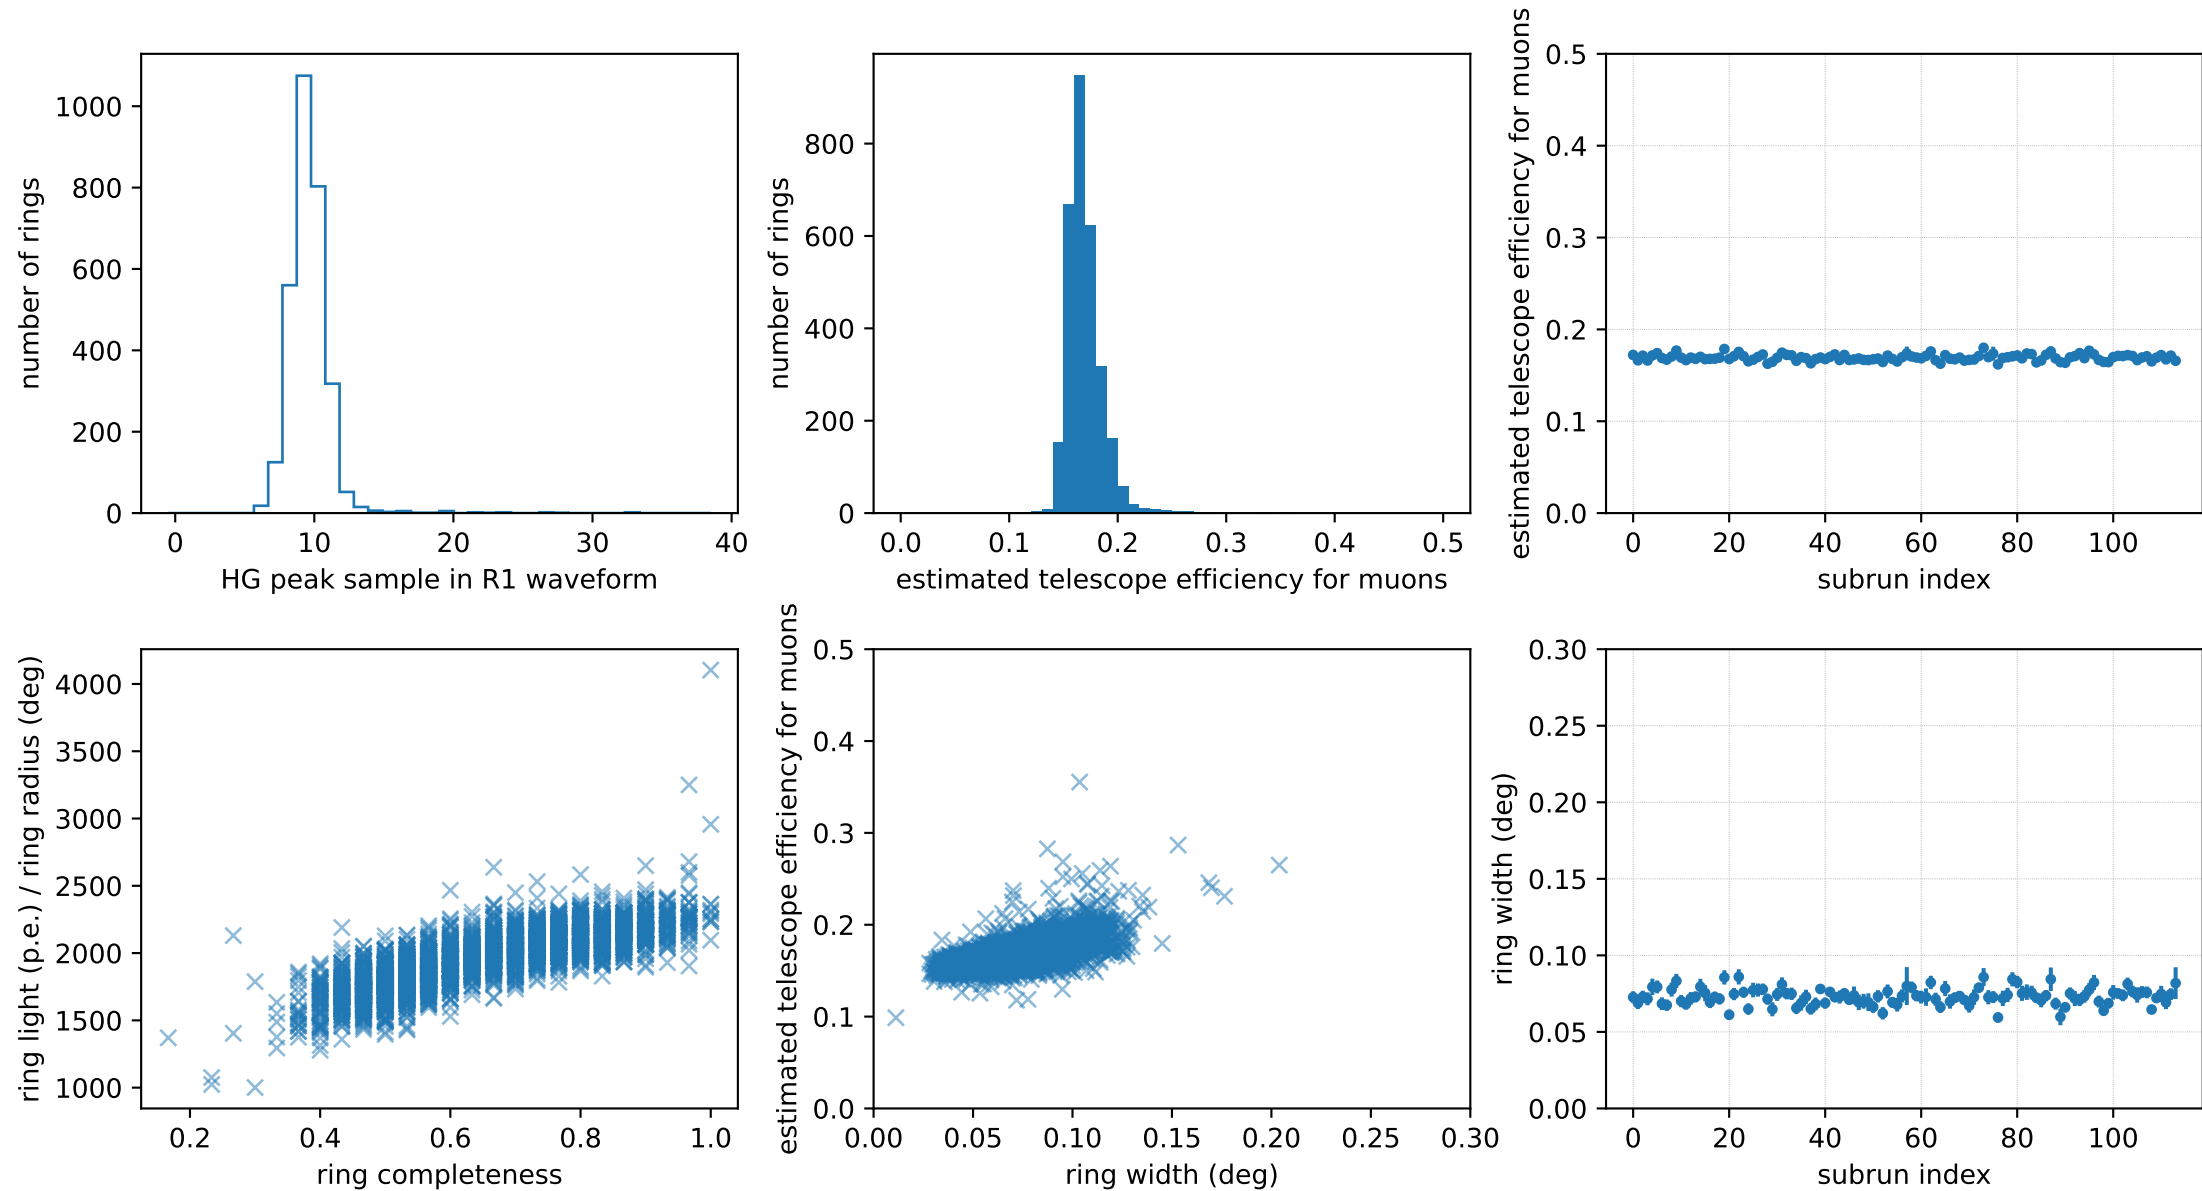 1000
800
600
400
200
0
number of rings
0 10 20 30 40
HG peak sample in R1 waveform
800
600
400
200
0
number of rings
0.0 0.1 0.2 0.3 0.4 0.5
estimated telescope efficiency for muons
0.5
0.4
0.3
0.2
0.1
0.0
estimated telescope efficiency for muons
0 20 40 60 80 100
subrun index
4000
3500
3000
2500
2000
1500
1000
ring light (p.e.) / ring radius (deg)
0.2 0.4 0.6 0.8 1.0
ring completeness
0.5
0.4
0.3
0.2
0.1
0.0
estimated telescope efficiency for muons
0.00 0.05 0.10 0.15 0.20 0.25 0.30
ring width (deg)
0.30
0.25
0.20
0.15
0.10
0.05
0.00
ring width (deg)
0 20 40 60 80 100
subrun index